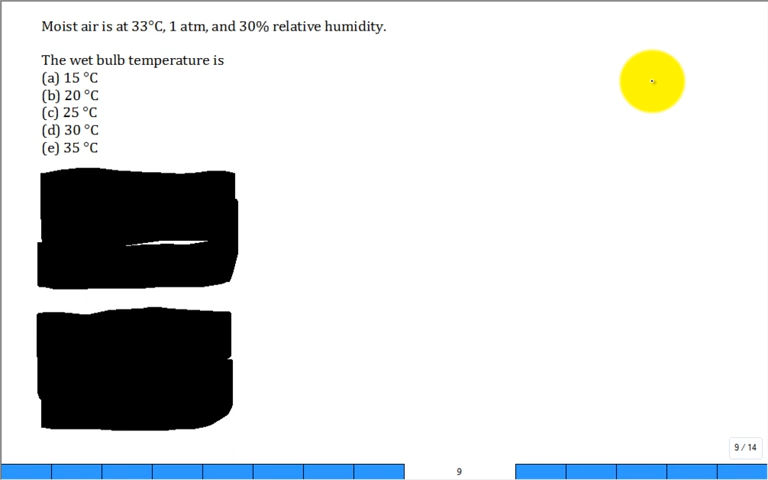 Moist air is at 33°C, 1 atm, and 30% relative humidity.
The wet bulb temperature is
(a) 15 °C
(b) 20 °C
(c) 25 °C
(d) 30 °C
(e) 35 °C
9 / 14
9